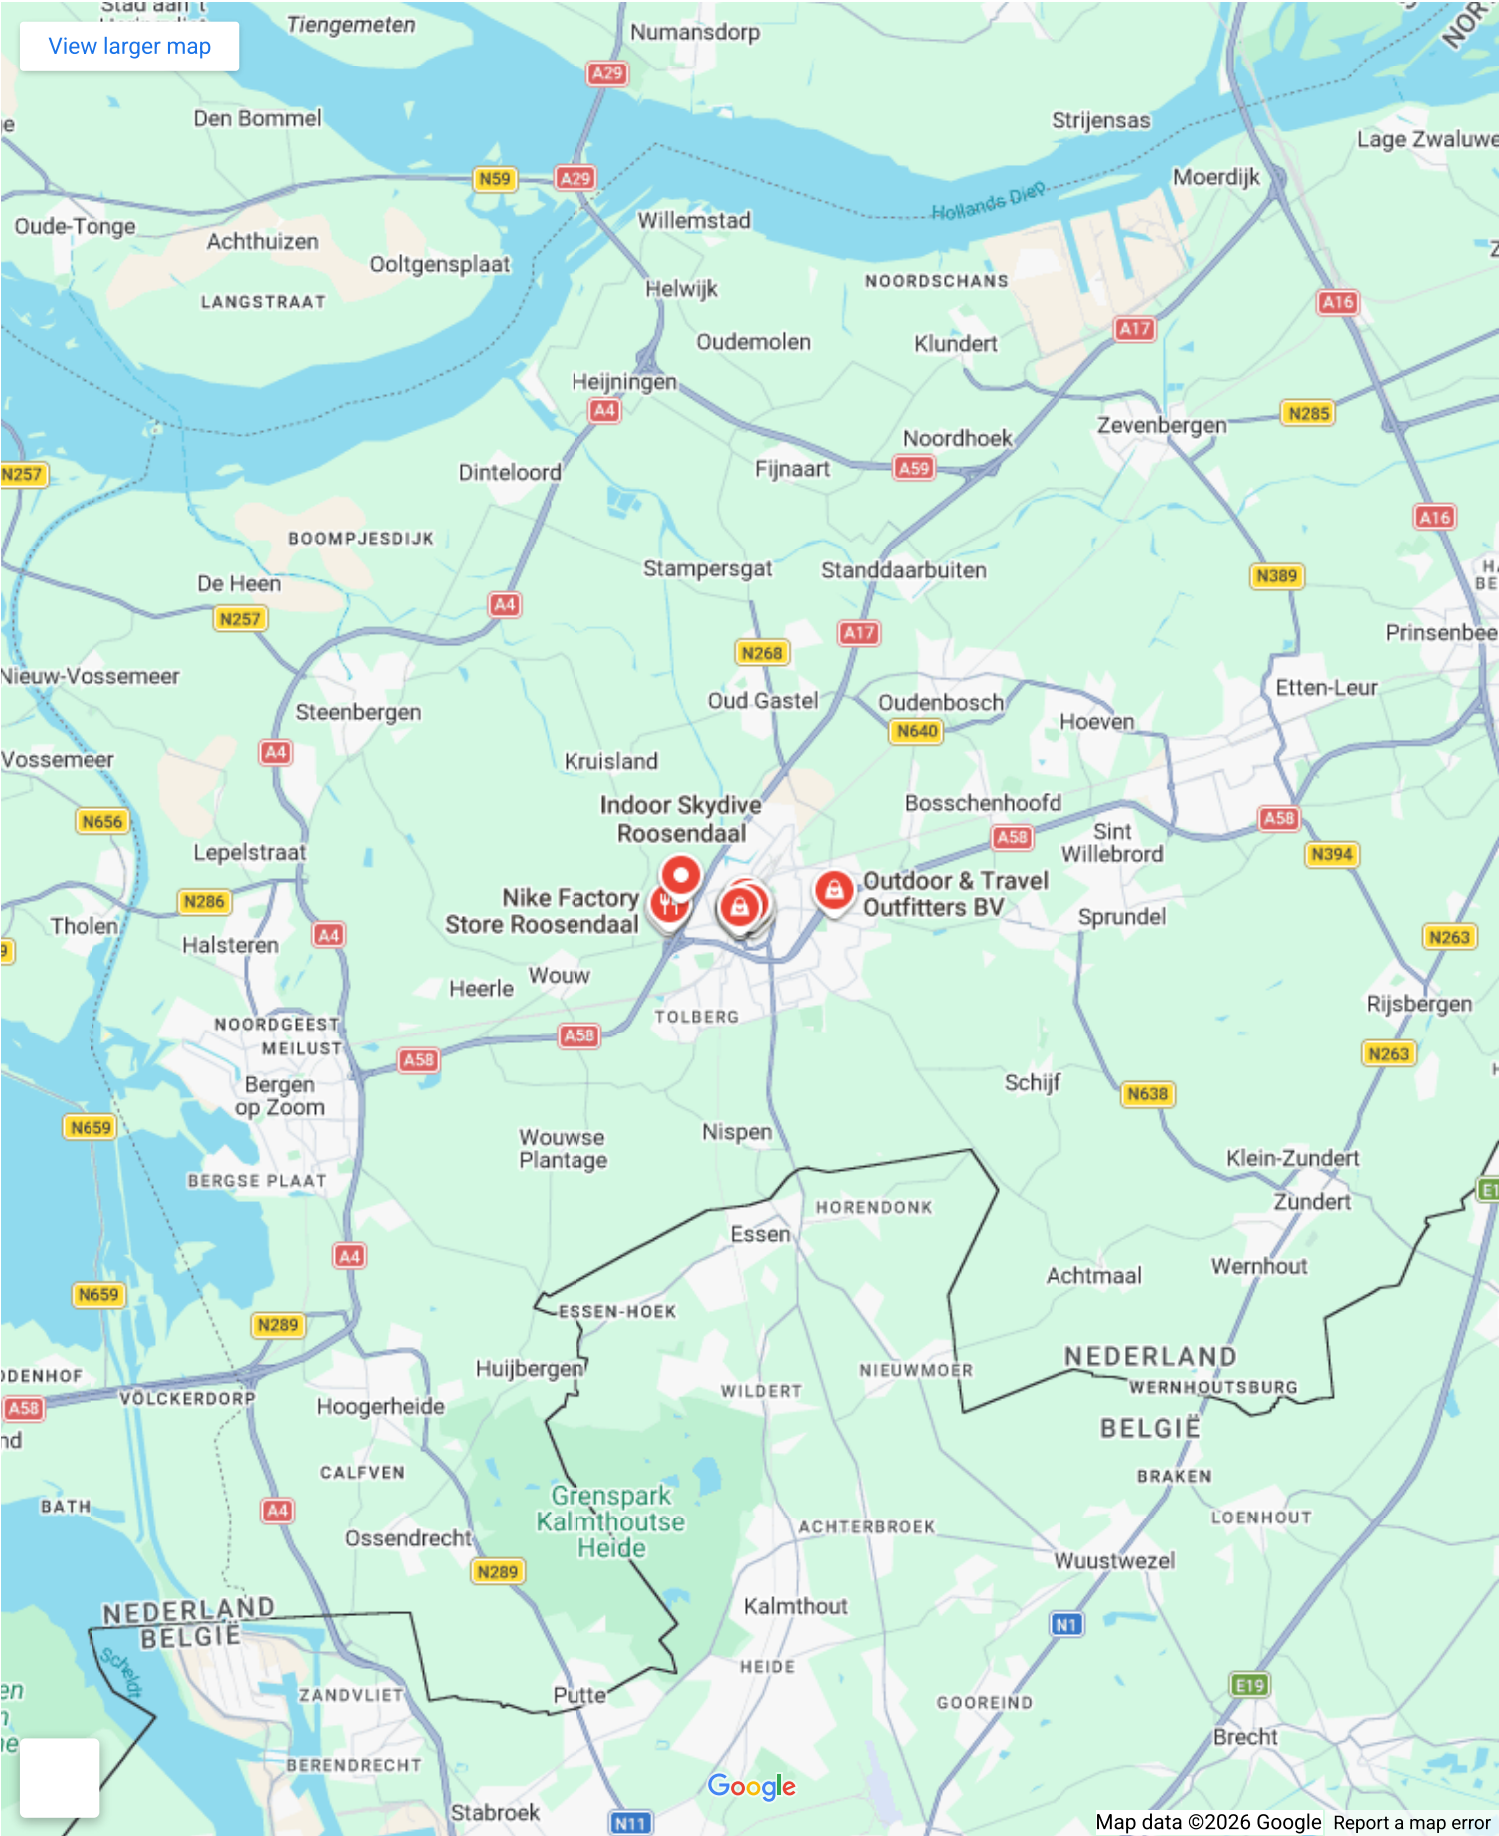 Stad aan 't
Tiengemeten
Numansdorp
View larger map
A29
Den Bommel
Strijensas
Lage Zwaluwe
N59
A29
Moerdijk
Hollands Diep
Oude-Tonge
Achthuizen
Willemstad
Ooltgensplaat
NOORDSCHANS
Helwijk
LANGSTRAAT
A16
A17
Oudemolen
Klundert
Heijningen
A4
N285
Zevenbergen
Noordhoek
N257
Dinteloord
Fijnaart
A59
A16
BOOMPJESDIJK
De Heen
Stampersgat
Standdaarbuiten
N389
A4
N257
A17
Prinsenbee
N268
Nieuw-Vossemeer
Etten-Leur
Steenbergen
Oud Gastel
Oudenbosch
Hoeven
N640
A4
Vossemeer
Kruisland
Indoor Skydive
Roosendaal
Bosschenhoofd
N656
A58
A58
Sint
Willebrord
Lepelstraat
N394
Nike Factory
Store Roosendaal
Outdoor & Travel
Outfitters BV
N286
Tholen
Halsteren
A4
Sprundel
N263
Wouw
Heerle
Rijsbergen
TOLBERG
NOORDGEEST
MEILUST
A58
A58
N263
Bergen
op Zoom
Schijf
N638
N659
Nispen
Wouwse
Plantage
Klein-Zundert
BERGSE PLAAT
E1
Zundert
HORENDONK
Essen
A4
Wernhout
Achtmaal
N659
ESSEN-HOEK
N289
NEDERLAND
Huijbergen
NIEUWMOER
WERNHOUTSBURG
ODENHOF
VÖLCKERDORP
WILDERT
A58
Hoogerheide
BELGIË
nd
CALFVEN
BRAKEN
Grenspark
Kalmthoutse
Heide
BATH
A4
LOENHOUT
ACHTERBROEK
Ossendrecht
Wuustwezel
N289
NEDERLAND
BELGIË
Kalmthout
N1
Scheldt
HEIDE
E19
ZANDVLIET
Putte
GOOREIND
Brecht
BERENDRECHT
Google
Stabroek
N11
Map data ©2026 Google
Report a map error